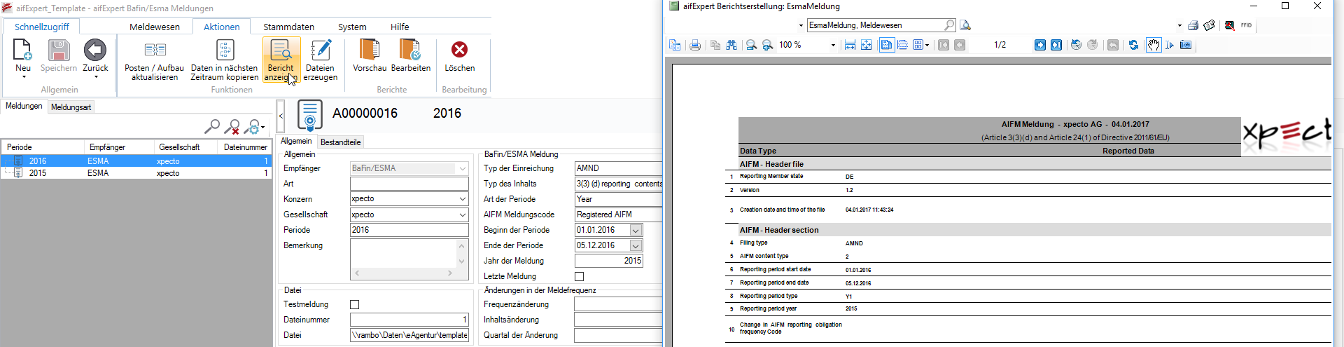 aifExpert_Template - aifExpert Bafin/Esma Meldungen
Schnellzugriff Meldewesen Aktionen Stammdaten System Hilfe
Neu Speichern Zurück Posten / Aufbau aktualisieren Daten in nächsten Zeitraum kopieren Bericht anzeigen Dateien erzeugen Vorschau Bearbeiten Löschen
Allgemein Funktionen Berichte Bearbeitung
Meldungen Meldungsart
Periode Empfänger Gesellschaft Dateinummer
2016 ESMA xpecto 1
2015 ESMA xpecto 1
A00000016 2016
Allgemein Bestandteile
Allgemein
Empfänger BaFin/ESMA
Art
Konzern xpecto
Gesellschaft xpecto
Periode 2016
Bemerkung
Datei
Testmeldung
Dateinummer 1
Datei \\rambo\Daten\eAgentur\template
BaFin/ESMA Meldung
Typ der Einreichung AMND
Typ des Inhalts 3(3) (d) reporting contents
Art der Periode Year
AIFM Meldungscode Registered AIFM
Beginn der Periode 01.01.2016
Ende der Periode 05.12.2016
Jahr der Meldung 2015
Letzte Meldung
Änderungen in der Meldefrequenz
Frequenzänderung
Inhaltsänderung
Quartal der Änderung
aifExpert Berichtserstellung: EsmaMeldung
EsmaMeldung, Meldewesen
100 % 1/2
AIFM Meldung - xpecto AG - 04.01.2017
(Article 3(3)(d) and Article 24(1) of Directive 2011/61/EU)
xpect
Data Type Reported Data
AIFM - Header file
1 Reporting Member state DE
2 Version 1.2
3 Creation date and time of the file 04.01.2017 11:43:24
AIFM - Header section
4 Filing type AMND
5 AIFM content type 2
6 Reporting period start date 01.01.2016
7 Reporting period end date 05.12.2016
8 Reporting period type Y1
9 Reporting period year 2015
10 Change in AIFM reporting obligation
frequency Code